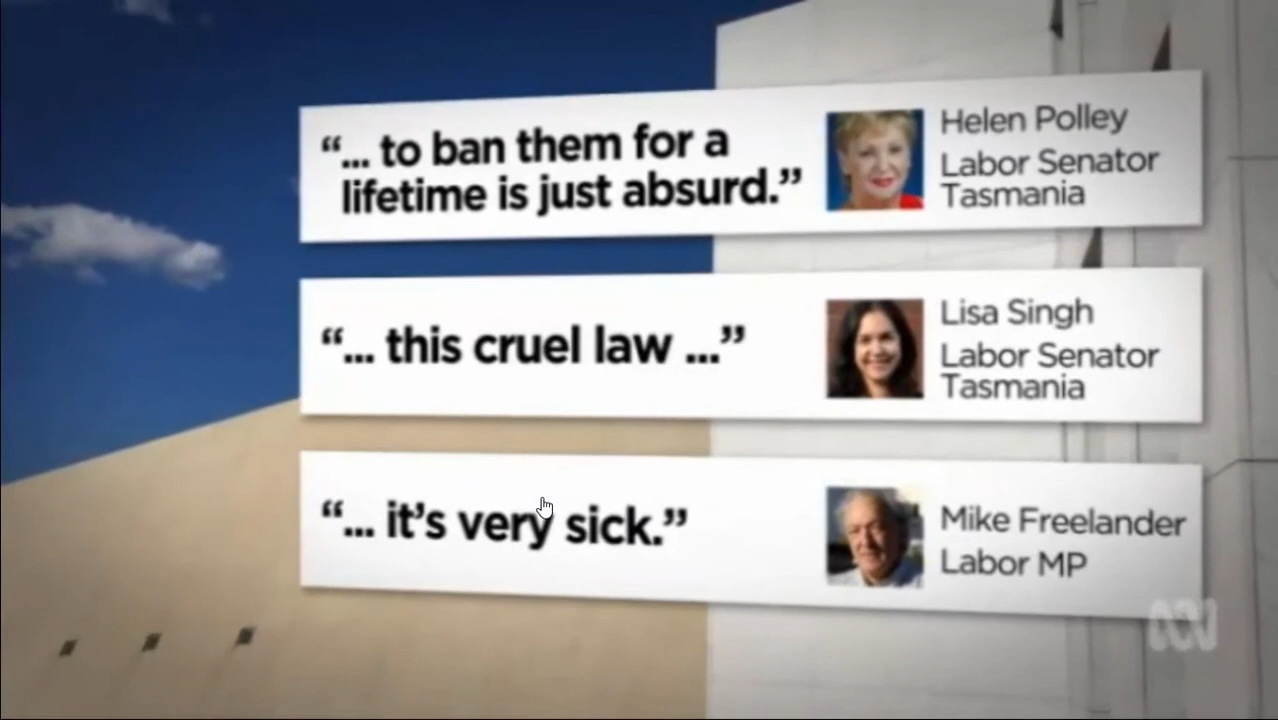 “... to ban them for a
lifetime is just absurd.”
Helen Polley
Labor Senator
Tasmania
“... this cruel law ...”
Lisa Singh
Labor Senator
Tasmania
“... it’s very sick.”
Mike Freelander
Labor MP